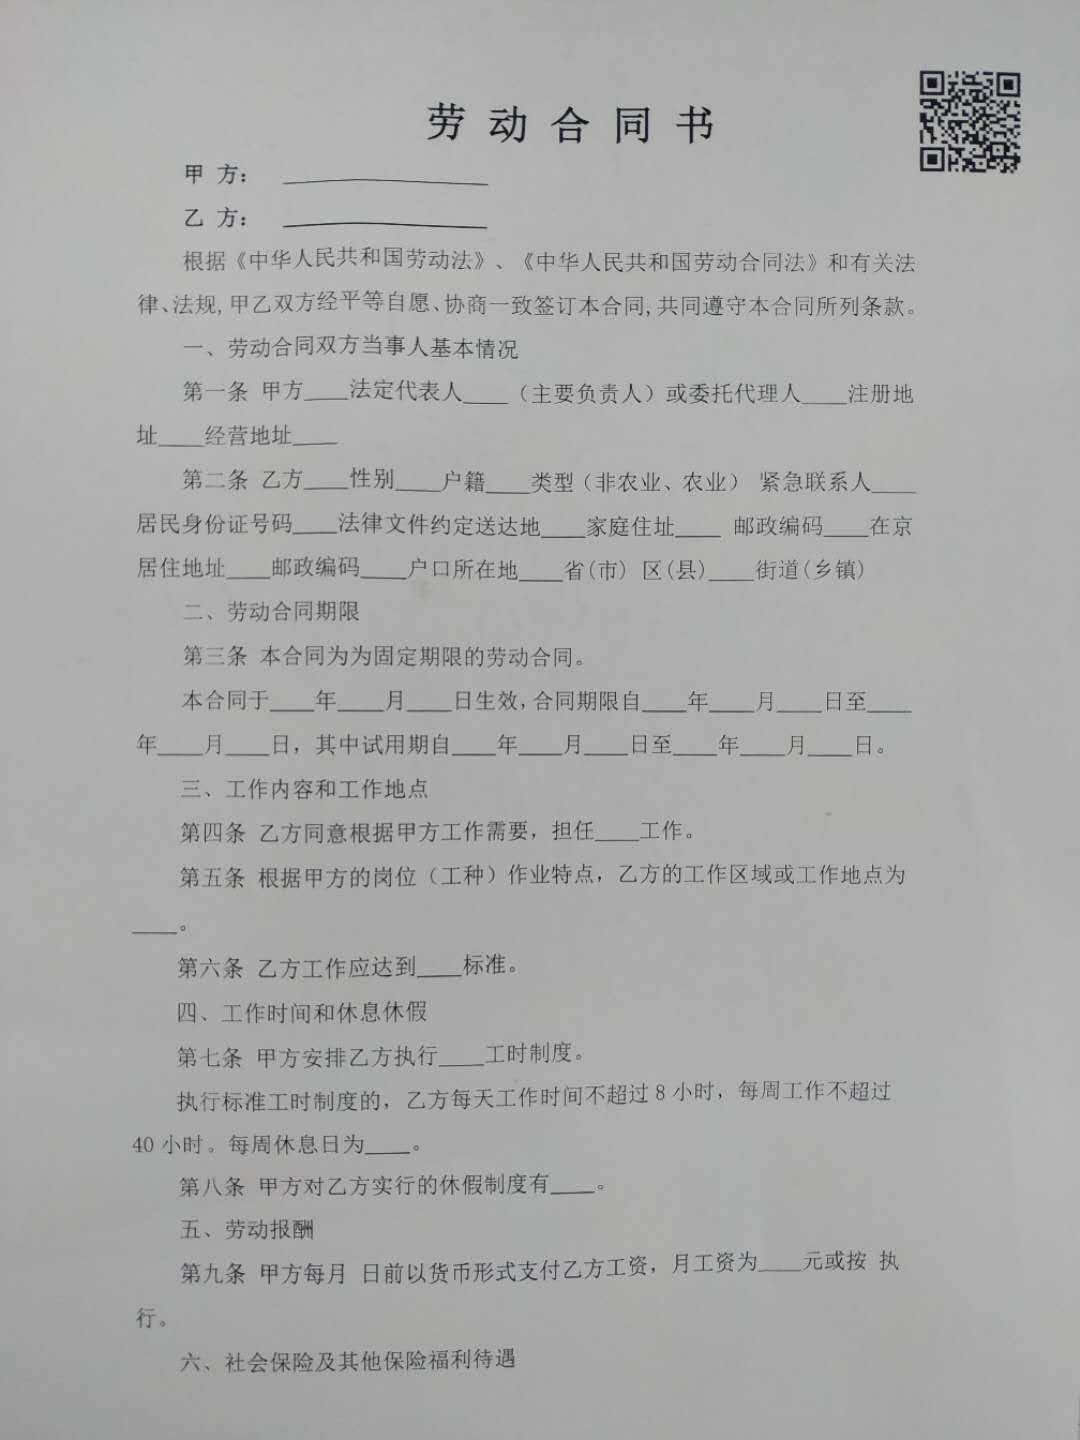 劳动合同书
甲 方： ____
乙 方： ____
根据《中华人民共和国劳动法》、《中华人民共和国劳动合同法》和有关法
律、法规，甲乙双方经平等自愿、协商一致签订本合同，共同遵守本合同所列条款。
一、劳动合同双方当事人基本情况
第一条 甲方____法定代表人____（主要负责人）或委托代理人____注册地
址____经营地址____
第二条 乙方____性别____户籍____类型（非农业、农业） 紧急联系人____
居民身份证号码____法律文件约定送达地____家庭住址____ 邮政编码____在京
居住地址____邮政编码____户口所在地____省(市) 区(县)____街道(乡镇)
二、劳动合同期限
第三条 本合同为为固定期限的劳动合同。
本合同于____年____月____日生效，合同期限自____年____月____日至____
年____月____日，其中试用期自____年____月____日至____年____月____日。
三、工作内容和工作地点
第四条 乙方同意根据甲方工作需要，担任____工作。
第五条 根据甲方的岗位（工种）作业特点，乙方的工作区域或工作地点为
____。
第六条 乙方工作应达到____标准。
四、工作时间和休息休假
第七条 甲方安排乙方执行____工时制度。
执行标准工时制度的，乙方每天工作时间不超过 8 小时，每周工作不超过
40 小时。每周休息日为____。
第八条 甲方对乙方实行的休假制度有____。
五、劳动报酬
第九条 甲方每月 日前以货币形式支付乙方工资，月工资为____元或按 执
行。
六、社会保险及其他保险福利待遇